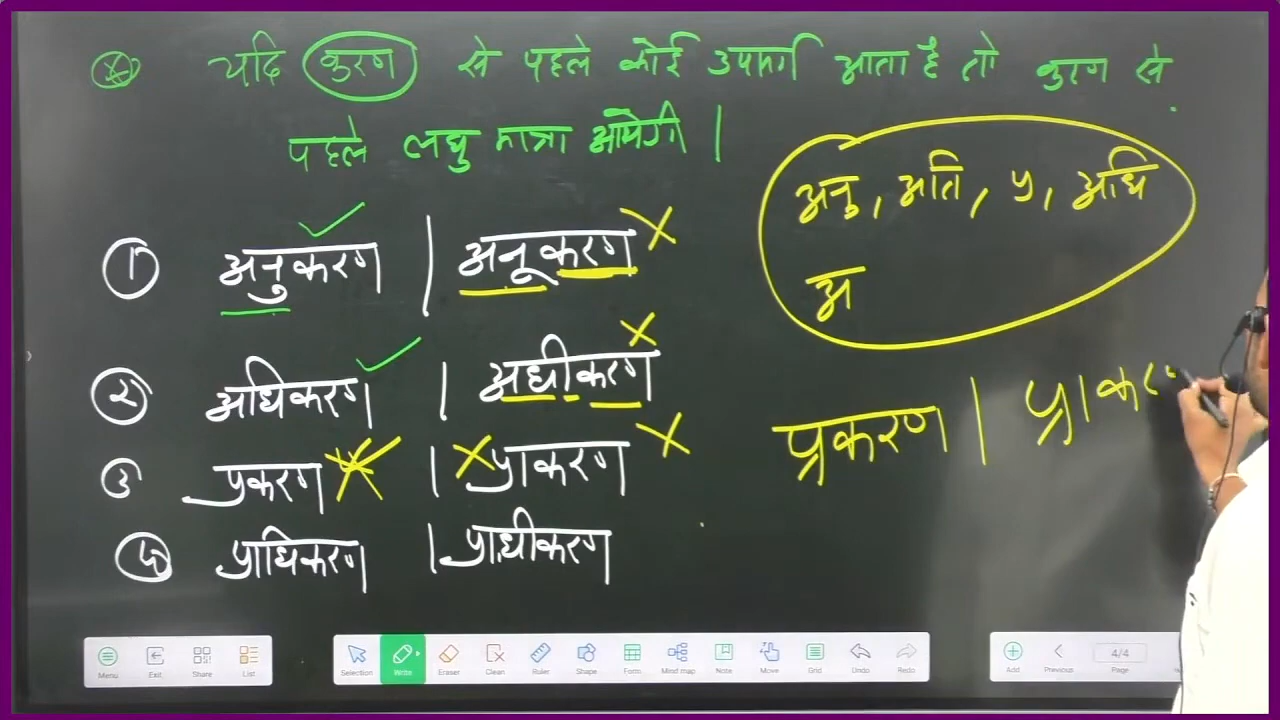 यदि करण से पहले कोई उपसर्ग आता है तो करण से
पहले लघु मात्रा आयेगी |
① अनुकरण | अनूकरण
② अधिकरण | अधीकरण
③ प्रकरण | प्राकरण
प्राधिकरण | प्राधीकरण
अनु, अति, प्र, अधि
अ
प्रकरण | प्राकर
Menu Exit Share List
Selection Write Eraser Clean Ruler Shape Form Mind map Note Move Grid Undo Redo
Add Previous 4/4 Page